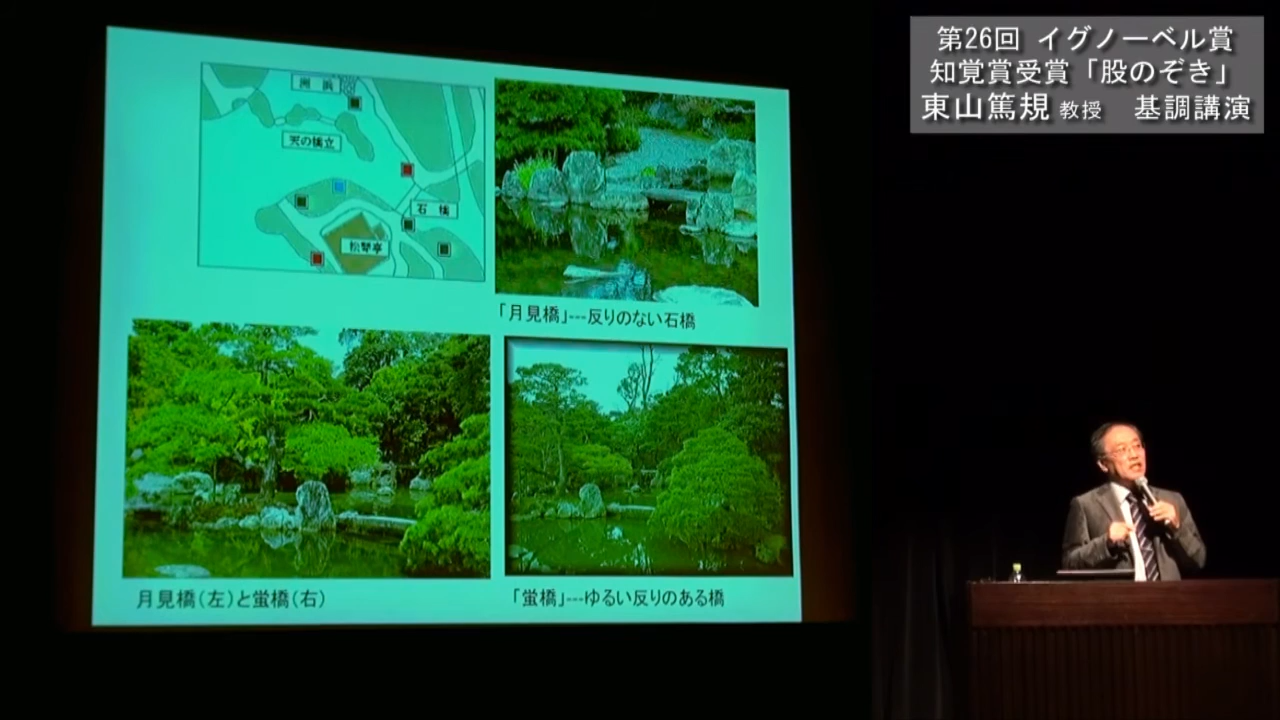 第26回 イグノーベル賞
知覚賞受賞「股のぞき」
東山篤規 教授 基調講演
洲 浜
天の橋立
石 橋
松琴亭
「月見橋」---反りのない石橋
月見橋(左)と蛍橋(右)
「蛍橋」---ゆるい反りのある橋